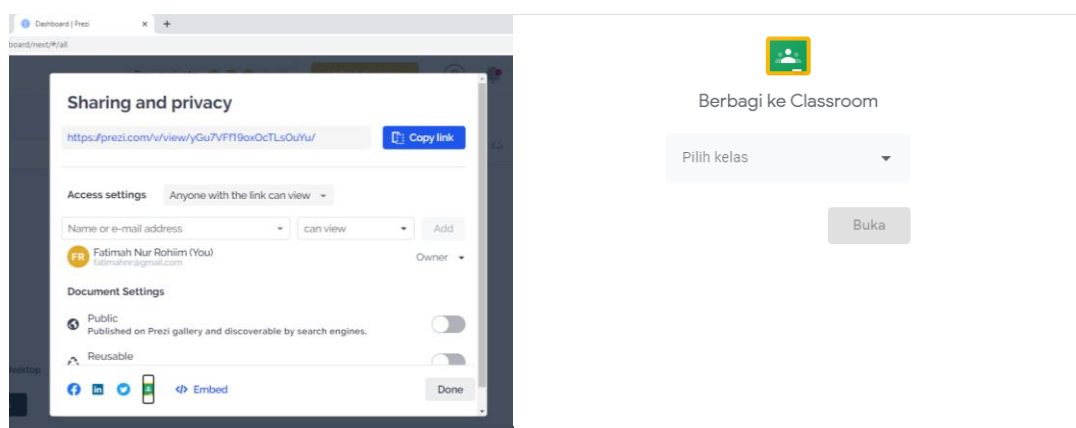 Dashboard | Prezi
board/next/#/all
Sharing and privacy
https://prezi.com/v/view/yGu7VFf19oxOcTLsOuYu/
Copy link
Access settings Anyone with the link can view
Name or e-mail address can view Add
FR Fatimah Nur Rohiim (You) Owner
Document Settings
Public
Published on Prezi gallery and discoverable by search engines.
Reusable
desktop
Embed
Done
Berbagi ke Classroom
Pilih kelas
Buka